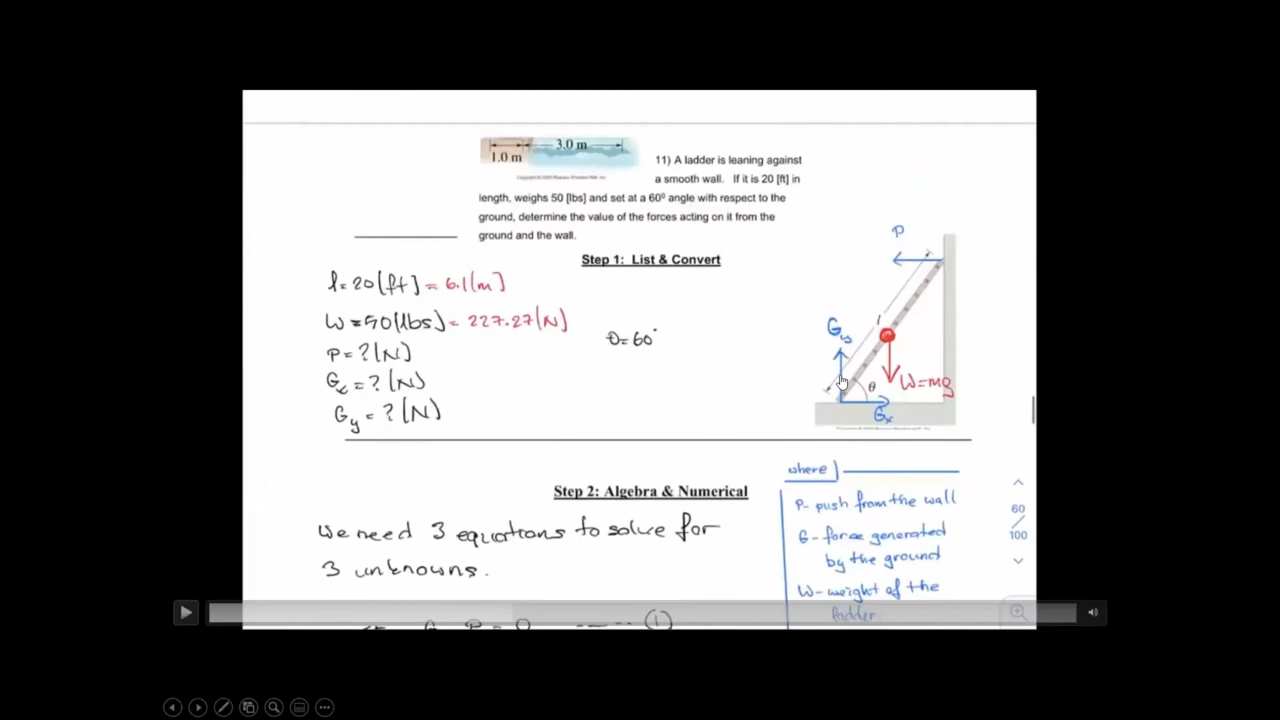 1.0 m
3.0 m
11) A ladder is leaning against
a smooth wall. If it is 20 [ft] in
length, weighs 50 [lbs] and set at a 60⁰ angle with respect to the
ground, determine the value of the forces acting on it from the
ground and the wall.
Step 1: List & Convert
l = 20 [ft] = 6.1 [m]
W = 50 [lbs] = 227.27 [N]
θ = 60°
P = ? [N]
Gx = ? [N]
Gy = ? [N]
P
l
Gy
θ
W = mg
Gx
Step 2: Algebra & Numerical
We need 3 equations to solve for
3 unknowns.
where
P - push from the wall
G - force generated
by the ground
W - weight of the
ladder
60
/
100
P = 0 (1)